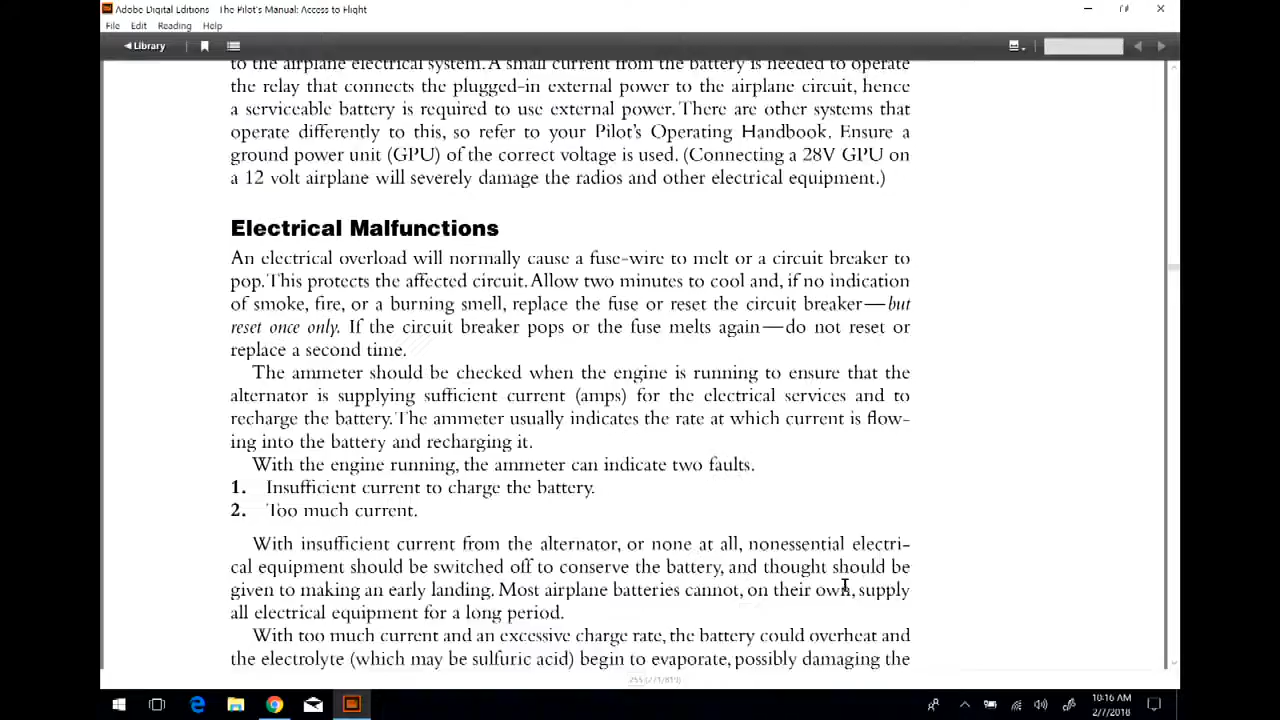 Adobe Digital Editions - The Pilot's Manual: Access to Flight
File Edit Reading Help
Library
to the airplane electrical system. A small current from the battery is needed to operate
the relay that connects the plugged-in external power to the airplane circuit, hence
a serviceable battery is required to use external power. There are other systems that
operate differently to this, so refer to your Pilot's Operating Handbook. Ensure a
ground power unit (GPU) of the correct voltage is used. (Connecting a 28V GPU on
a 12 volt airplane will severely damage the radios and other electrical equipment.)
Electrical Malfunctions
An electrical overload will normally cause a fuse-wire to melt or a circuit breaker to
pop. This protects the affected circuit. Allow two minutes to cool and, if no indication
of smoke, fire, or a burning smell, replace the fuse or reset the circuit breaker—but
reset once only. If the circuit breaker pops or the fuse melts again—do not reset or
replace a second time.
The ammeter should be checked when the engine is running to ensure that the
alternator is supplying sufficient current (amps) for the electrical services and to
recharge the battery. The ammeter usually indicates the rate at which current is flow-
ing into the battery and recharging it.
With the engine running, the ammeter can indicate two faults.
1. Insufficient current to charge the battery.
2. Too much current.
With insufficient current from the alternator, or none at all, nonessential electri-
cal equipment should be switched off to conserve the battery, and thought should be
given to making an early landing. Most airplane batteries cannot, on their own, supply
all electrical equipment for a long period.
With too much current and an excessive charge rate, the battery could overheat and
the electrolyte (which may be sulfuric acid) begin to evaporate, possibly damaging the
255 (271/819)
10:16 AM
2/7/2018